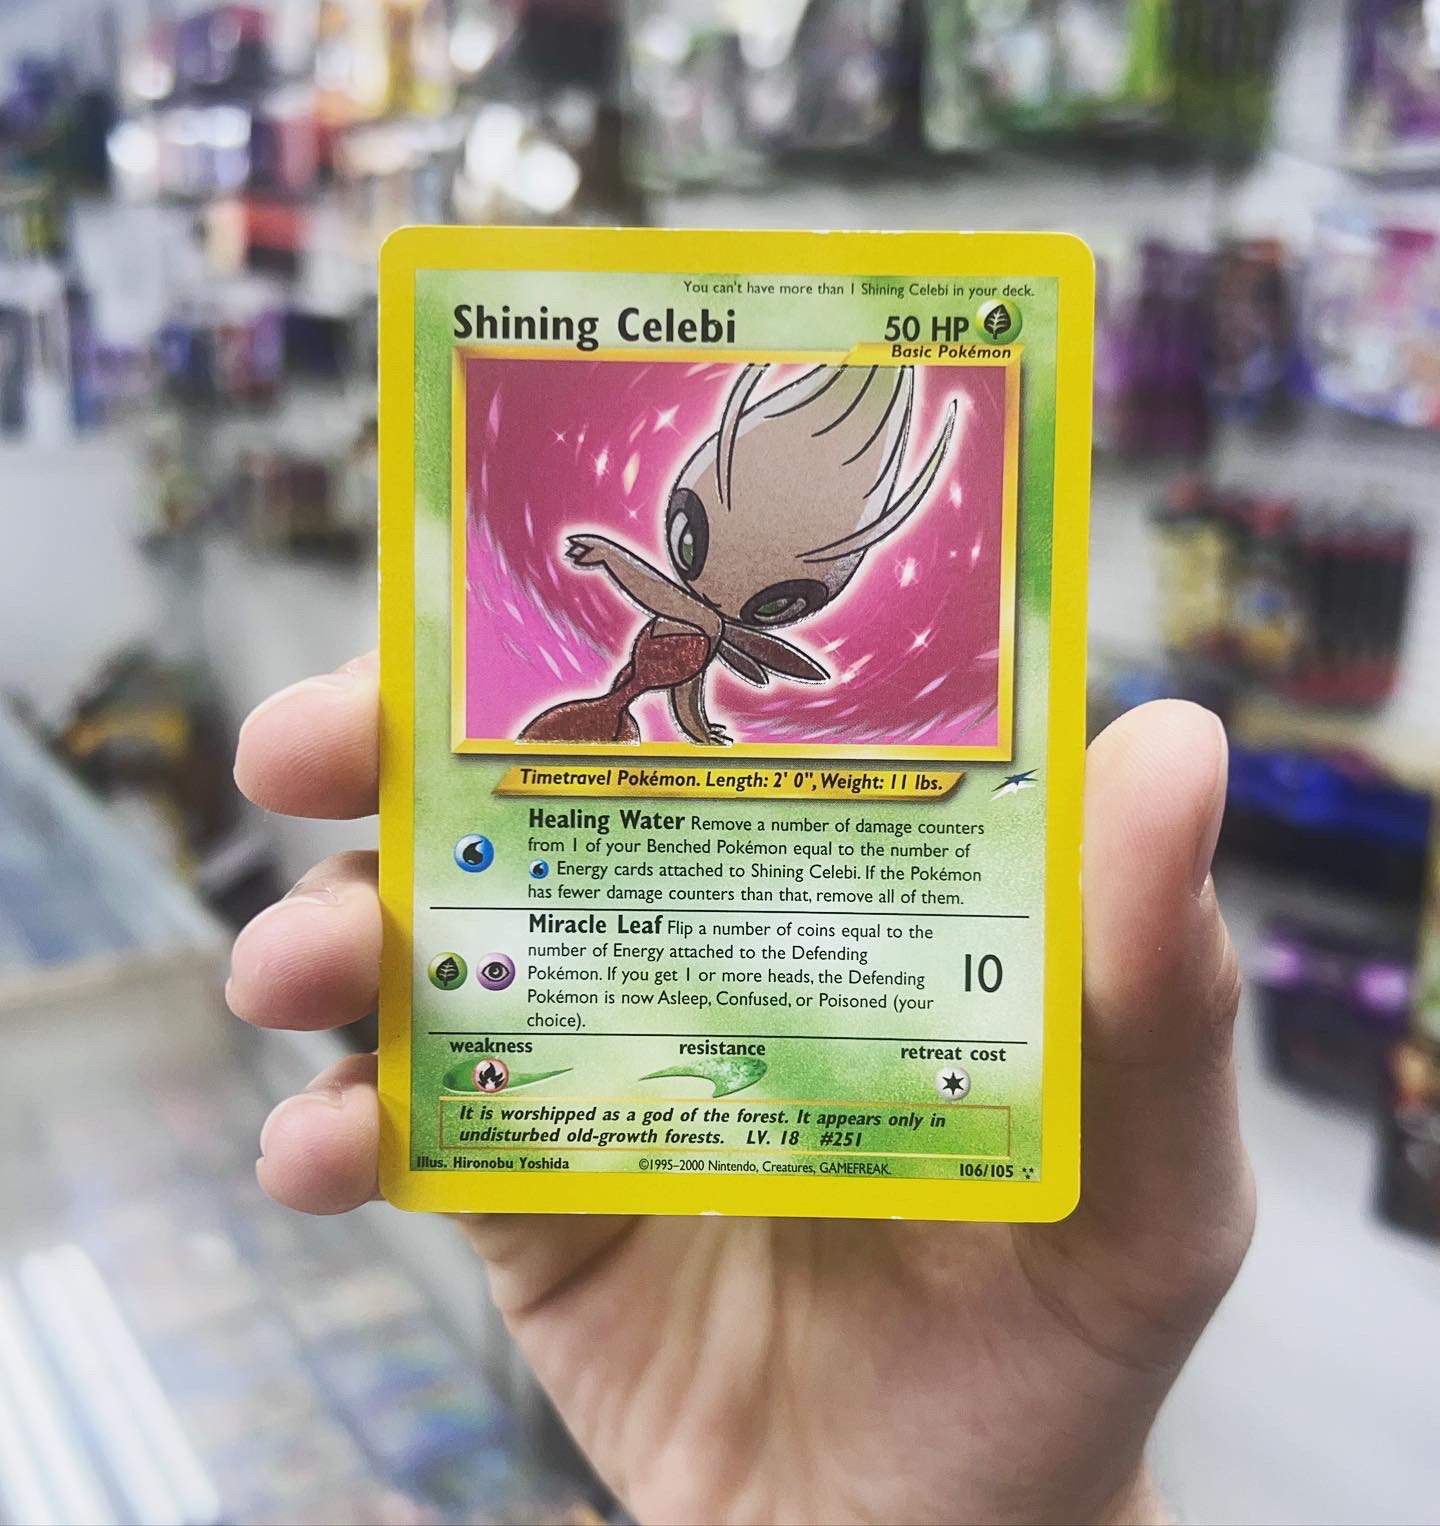 You can't have more than 1 Shining Celebi in your deck.
Shining Celebi
50 HP
Basic Pokémon
Timetravel Pokémon. Length: 2' 0", Weight: 11 lbs.
Healing Water Remove a number of damage counters
from 1 of your Benched Pokémon equal to the number of
Energy cards attached to Shining Celebi. If the Pokémon
has fewer damage counters than that, remove all of them.
Miracle Leaf Flip a number of coins equal to the
number of Energy attached to the Defending
Pokémon. If you get 1 or more heads, the Defending
Pokémon is now Asleep, Confused, or Poisoned (your
choice).
10
weakness
resistance
retreat cost
It is worshipped as a god of the forest. It appears only in
undisturbed old-growth forests. LV. 18 #251
Illus. Hironobu Yoshida
©1995–2000 Nintendo, Creatures, GAMEFREAK.
106/105